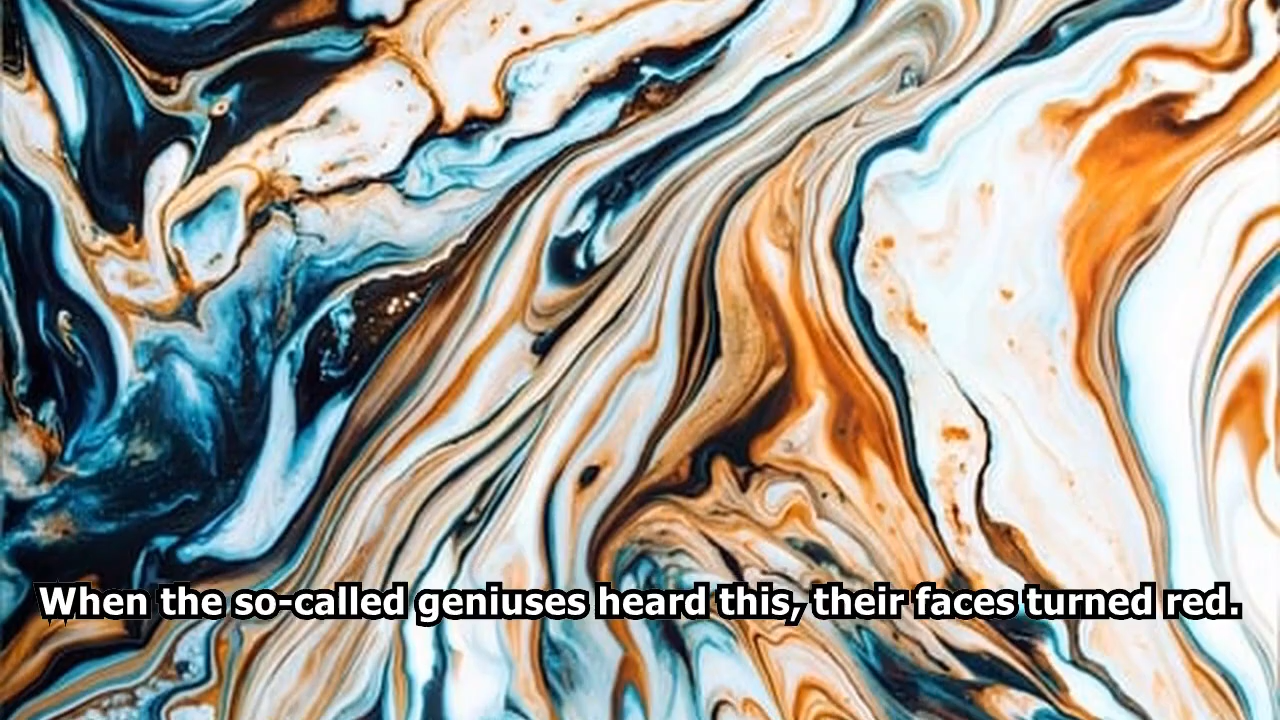 When the so-called geniuses heard this, their faces turned red.